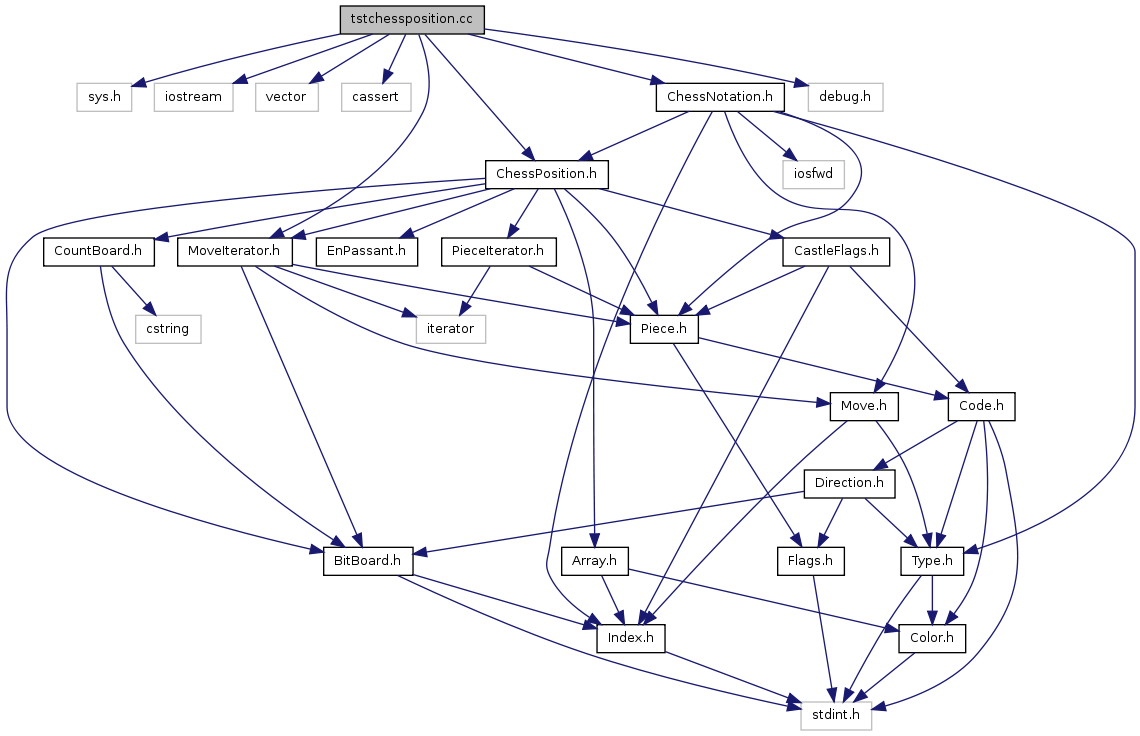 tstchessposition.cc
sys.h
iostream
vector
cassert
ChessNotation.h
debug.h
ChessPosition.h
iosfwd
CountBoard.h
MoveIterator.h
EnPassant.h
PieceIterator.h
CastleFlags.h
cstring
iterator
Piece.h
Move.h
Code.h
Direction.h
BitBoard.h
Array.h
Flags.h
Type.h
Index.h
Color.h
stdint.h